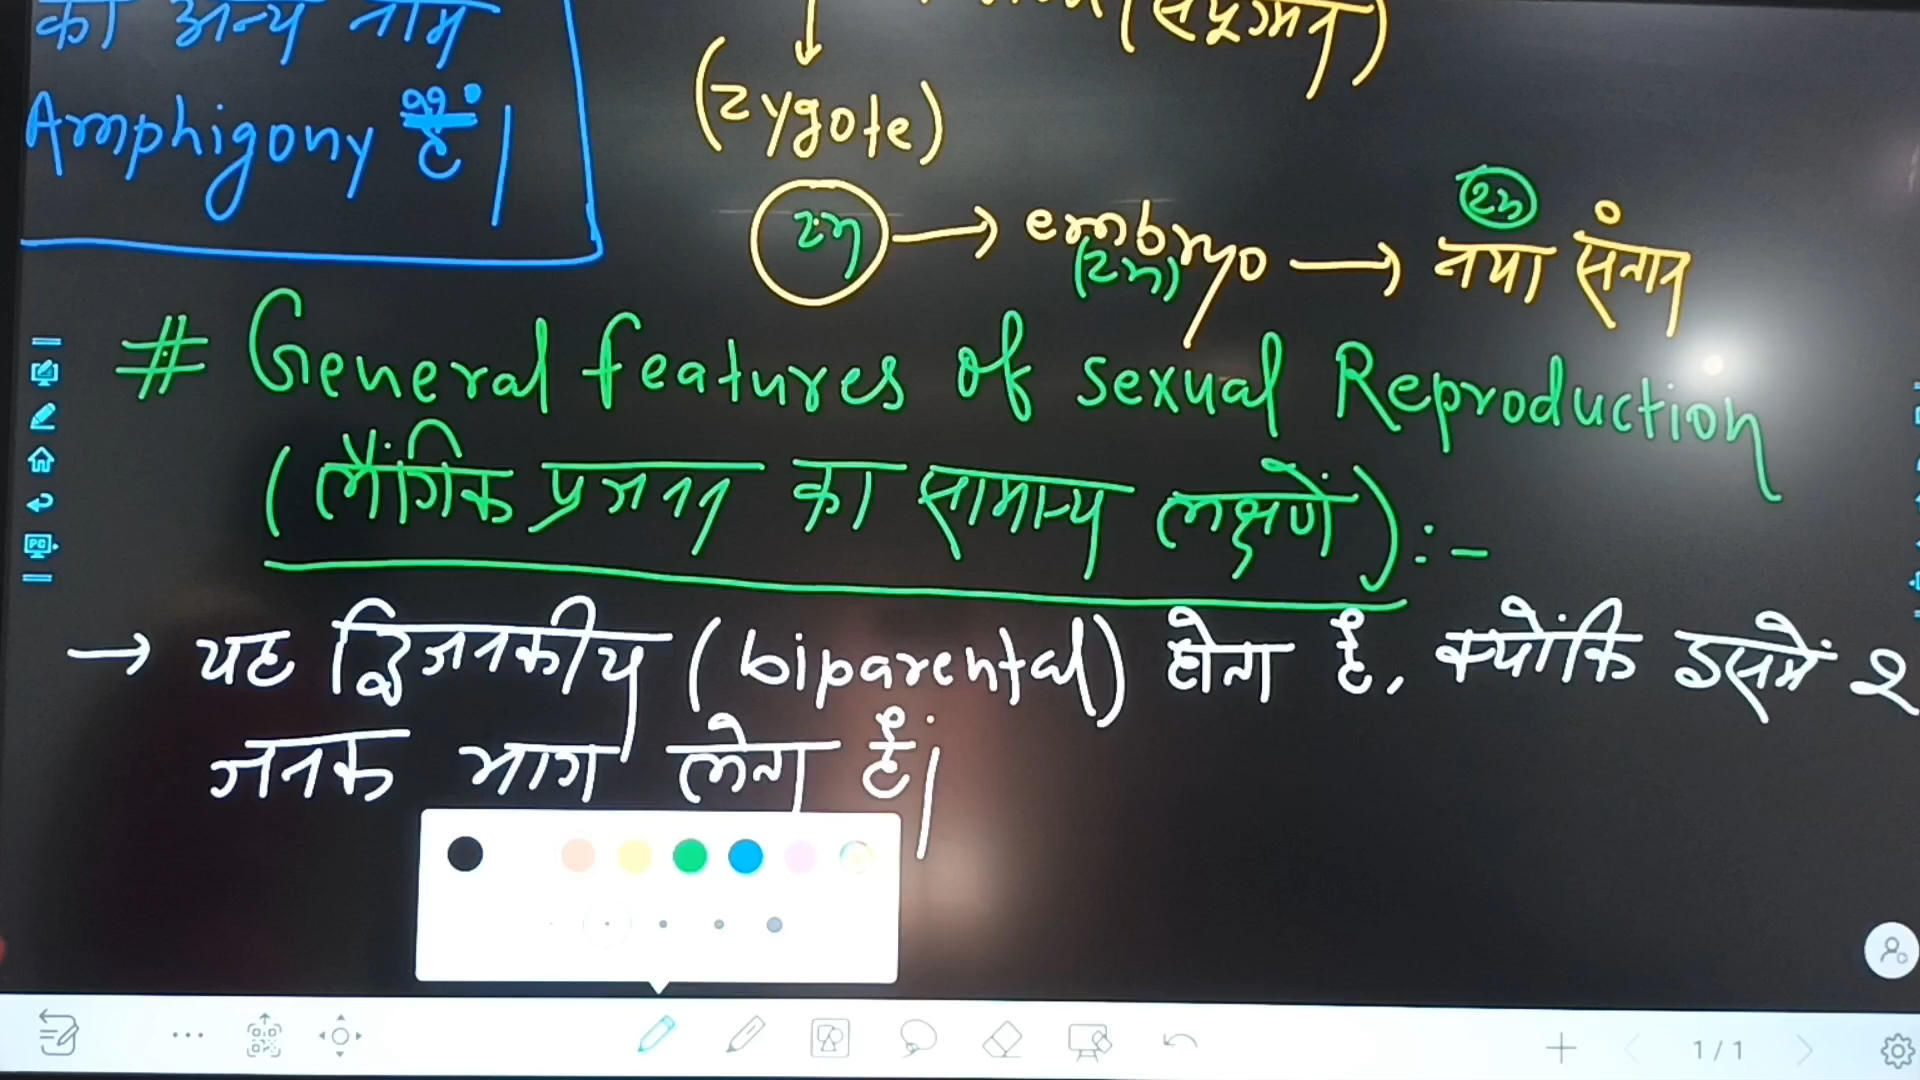 का अन्य नाम
Amphigony है।
(zygote)
2n → embryo → नया संतान
(2n)
2n
# General features of sexual Reproduction
(लैंगिक प्रजनन का सामान्य लक्षणें) :-
→ यह द्विजनकीय (biparental) होता है, क्योंकि इसमें 2
जनक भाग लेता है।
PC
1/1